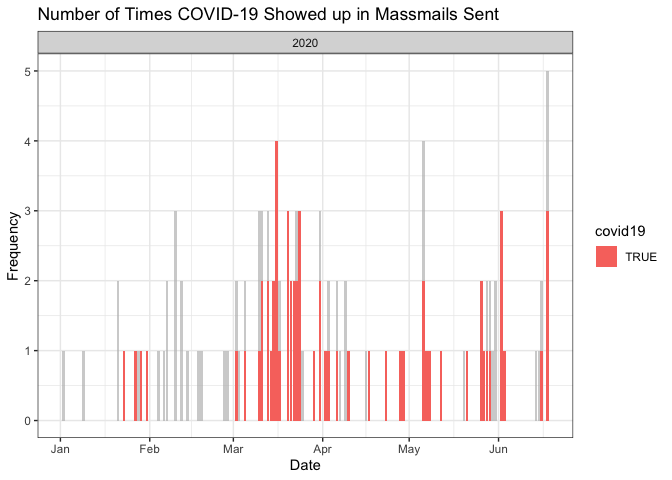 Number of Times COVID-19 Showed up in Massmails Sent
2020
5
4
3
2
1
0
Frequency
Jan Feb Mar Apr May Jun
Date
covid19
TRUE